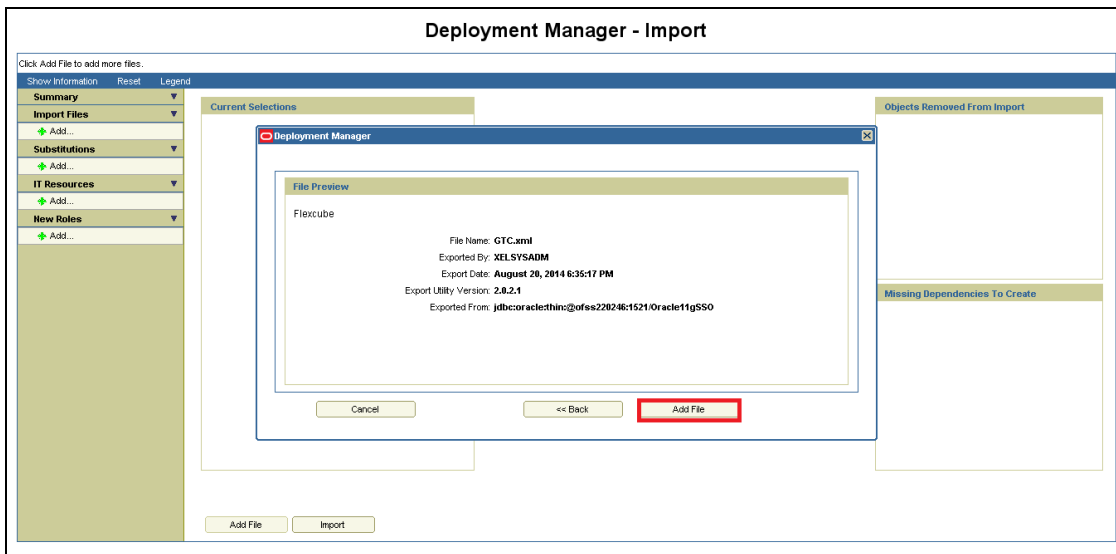 Deployment Manager - Import
Click Add File to add more files.
Show Information Reset Legend
Summary
Import Files
Add...
Substitutions
Add...
IT Resources
Add...
New Roles
Add...
Current Selections
Objects Removed From Import
Missing Dependencies To Create
Deployment Manager
File Preview
Flexcube
File Name: GTC.xml
Exported By: XELSYSADM
Export Date: August 20, 2014 6:35:17 PM
Export Utility Version: 2.0.2.1
Exported From: jdbc:oracle:thin:@ofss220246:1521/Oracle11gSSO
Cancel << Back Add File
Add File Import